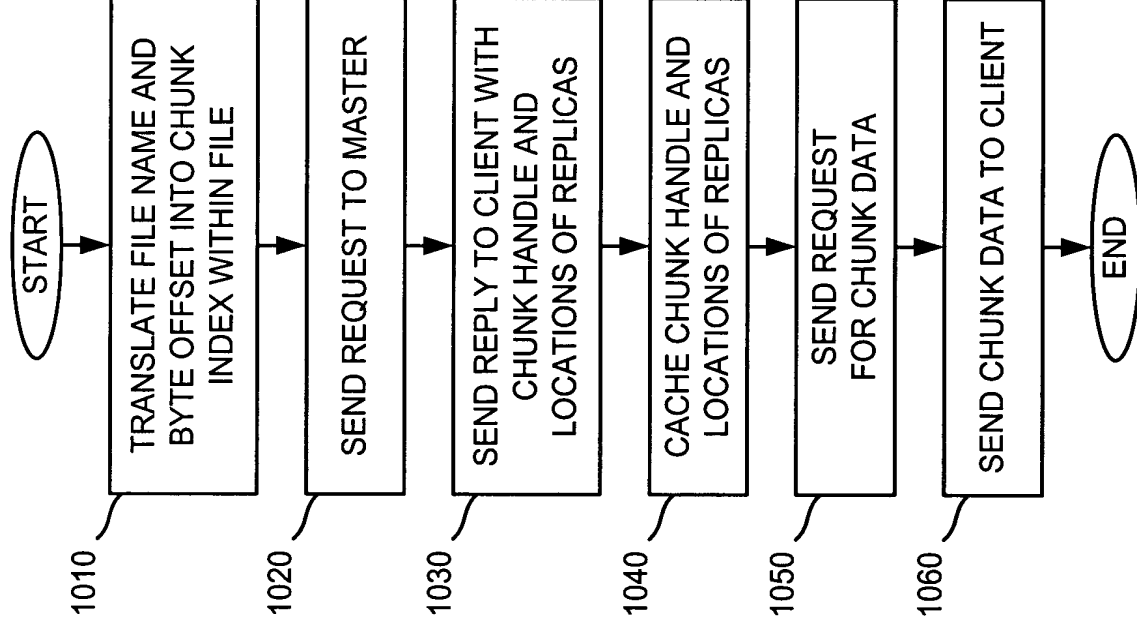 START
1010
TRANSLATE FILE NAME AND
BYTE OFFSET INTO CHUNK
INDEX WITHIN FILE
1020
SEND REQUEST TO MASTER
1030
SEND REPLY TO CLIENT WITH
CHUNK HANDLE AND
LOCATIONS OF REPLICAS
1040
CACHE CHUNK HANDLE AND
LOCATIONS OF REPLICAS
1050
SEND REQUEST
FOR CHUNK DATA
1060
SEND CHUNK DATA TO CLIENT
END